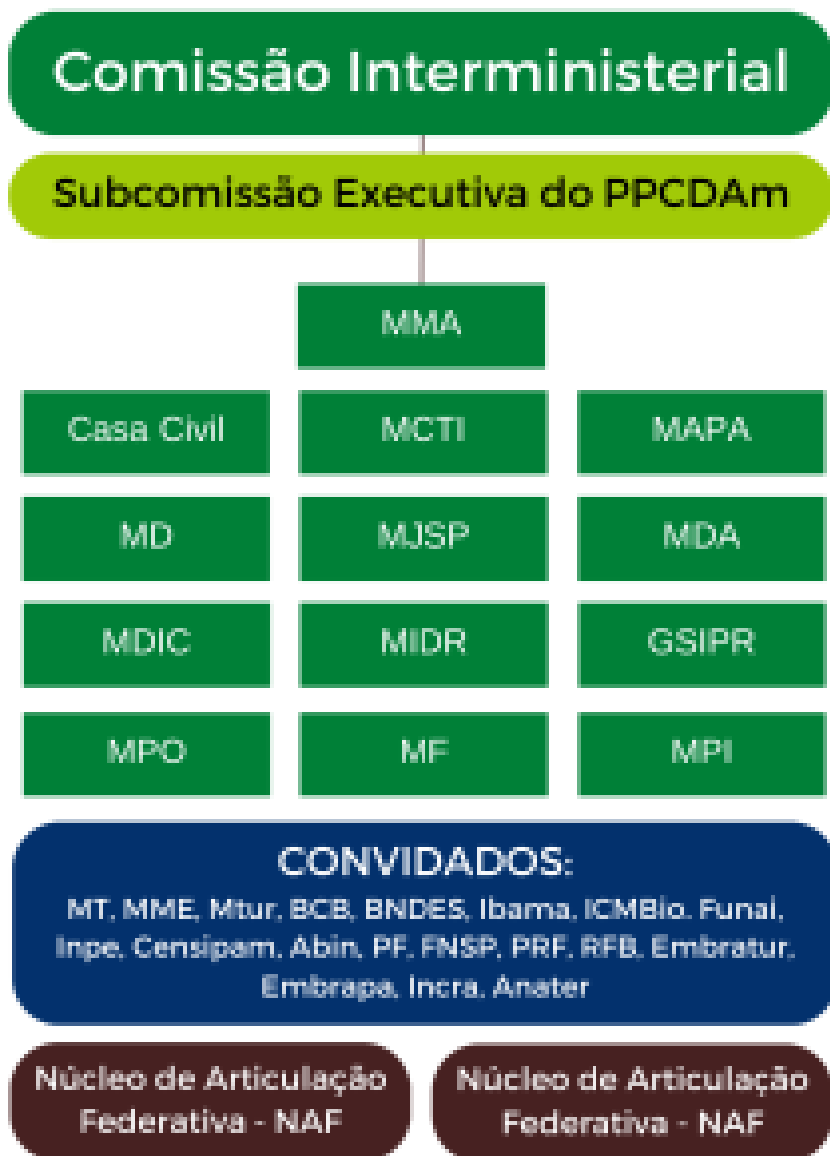 Comissão Interministerial
Subcomissão Executiva do PPCDAm
MMA
Casa Civil
MCTI
MAPA
MD
MJSP
MDA
MDIC
MIDR
GSIPR
MPO
MF
MPI
CONVIDADOS:
MT, MME, Mtur, BCB, BNDES, Ibama, ICMBio. Funai,
Inpe, Censipam, Abin, PF, FNSP, PRF, RFB, Embratur,
Embrapa, Incra, Anater
Núcleo de Articulação
Federativa - NAF
Núcleo de Articulação
Federativa - NAF